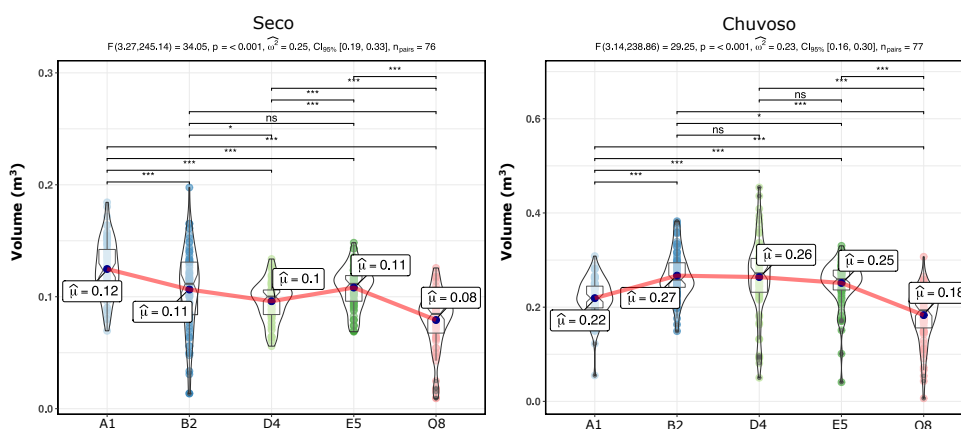 Seco
F(3.27,245.14) = 34.05, p = < 0.001, ω̂² = 0.25, CI95% [0.19, 0.33], npairs = 76
0.3
0.2
0.1
0.0
Volume (m³)
***
***
***
***
ns
*
***
***
***
***
μ̂ = 0.12
μ̂ = 0.11
μ̂ = 0.1
μ̂ = 0.11
μ̂ = 0.08
A1
B2
D4
E5
Q8
Chuvoso
F(3.14,238.86) = 29.25, p = < 0.001, ω̂² = 0.23, CI95% [0.16, 0.30], npairs = 77
0.6
0.4
0.2
0.0
Volume (m³)
***
***
ns
***
*
ns
***
***
***
***
μ̂ = 0.22
μ̂ = 0.27
μ̂ = 0.26
μ̂ = 0.25
μ̂ = 0.18
A1
B2
D4
E5
Q8